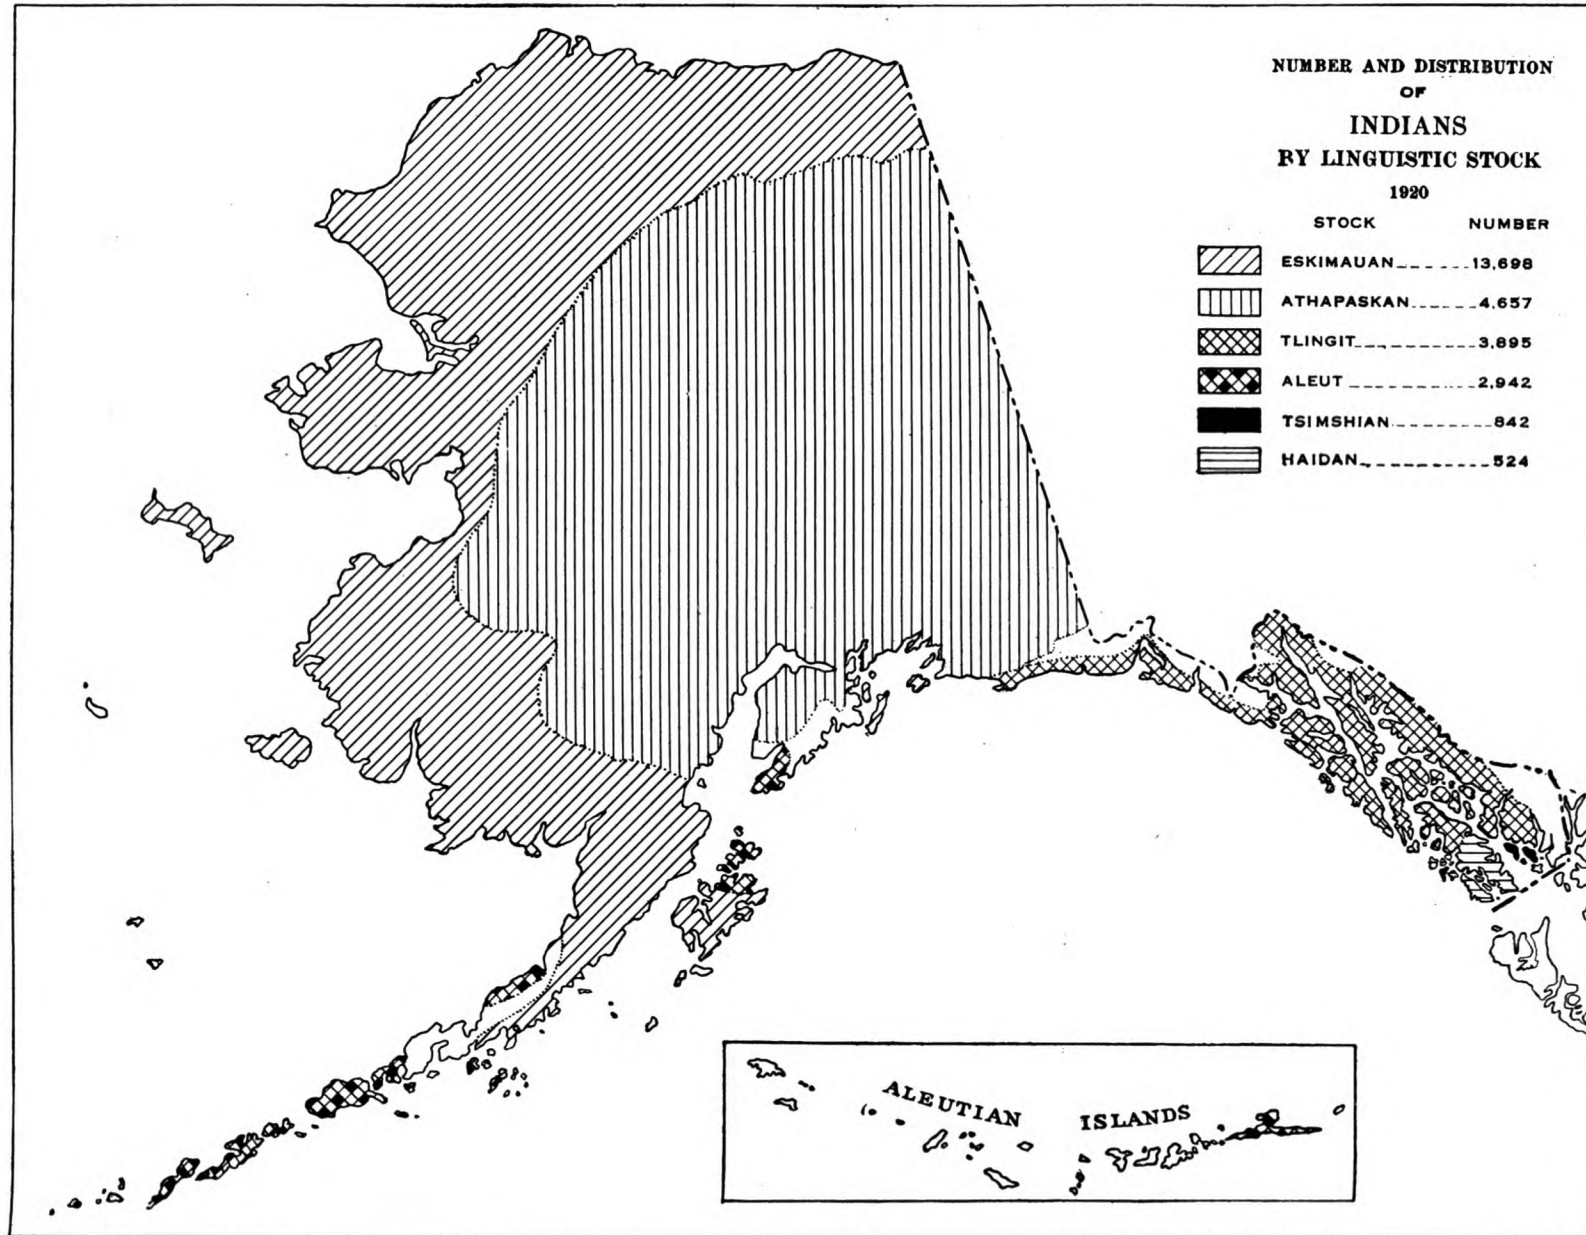 NUMBER AND DISTRIBUTION
OF
INDIANS
BY LINGUISTIC STOCK
1920
STOCK NUMBER
ESKIMAUAN 13,698
ATHAPASKAN 4,657
TLINGIT 3,895
ALEUT 2,942
TSIMSHIAN 842
HAIDAN 524
ALEUTIAN ISLANDS